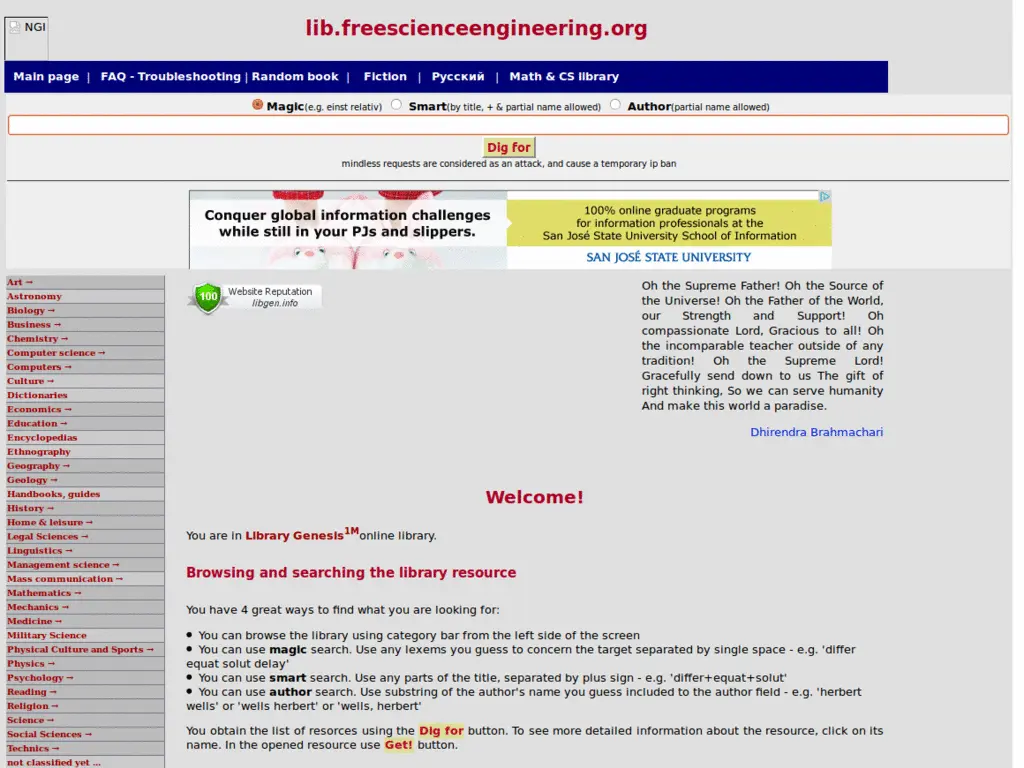 NGI
lib.freescienceengineering.org
Main page | FAQ - Troubleshooting | Random book | Fiction | Русский | Math & CS library
Magic(e.g. einst relativ) Smart(by title, + & partial name allowed) Author(partial name allowed)
Dig for
mindless requests are considered as an attack, and cause a temporary ip ban
Conquer global information challenges
while still in your PJs and slippers.
100% online graduate programs
for information professionals at the
San José State University School of Information
SAN JOSÉ STATE UNIVERSITY
Art →
Astronomy
Biology →
Business →
Chemistry →
Computer science →
Computers →
Culture →
Dictionaries
Economics →
Education →
Encyclopedias
Ethnography
Geography →
Geology →
Handbooks, guides
History →
Home & leisure →
Legal Sciences →
Linguistics →
Management science →
Mass communication →
Mathematics →
Mechanics →
Medicine →
Military Science
Physical Culture and Sports →
Physics →
Psychology →
Reading →
Religion →
Science →
Social Sciences →
Technics →
not classified yet ...
100
Website Reputation
libgen.info
Oh the Supreme Father! Oh the Source of
the Universe! Oh the Father of the World,
our Strength and Support! Oh
compassionate Lord, Gracious to all! Oh
the incomparable teacher outside of any
tradition! Oh the Supreme Lord!
Gracefully send down to us The gift of
right thinking, So we can serve humanity
And make this world a paradise.
Dhirendra Brahmachari
Welcome!
You are in Library Genesis1M online library.
Browsing and searching the library resource
You have 4 great ways to find what you are looking for:
● You can browse the library using category bar from the left side of the screen
● You can use magic search. Use any lexems you guess to concern the target separated by single space - e.g. 'differ
equat solut delay'
● You can use smart search. Use any parts of the title, separated by plus sign - e.g. 'differ+equat+solut'
● You can use author search. Use substring of the author's name you guess included to the author field - e.g. 'herbert
wells' or 'wells herbert' or 'wells, herbert'
You obtain the list of resorces using the Dig for button. To see more detailed information about the resource, click on its
name. In the opened resource use Get! button.